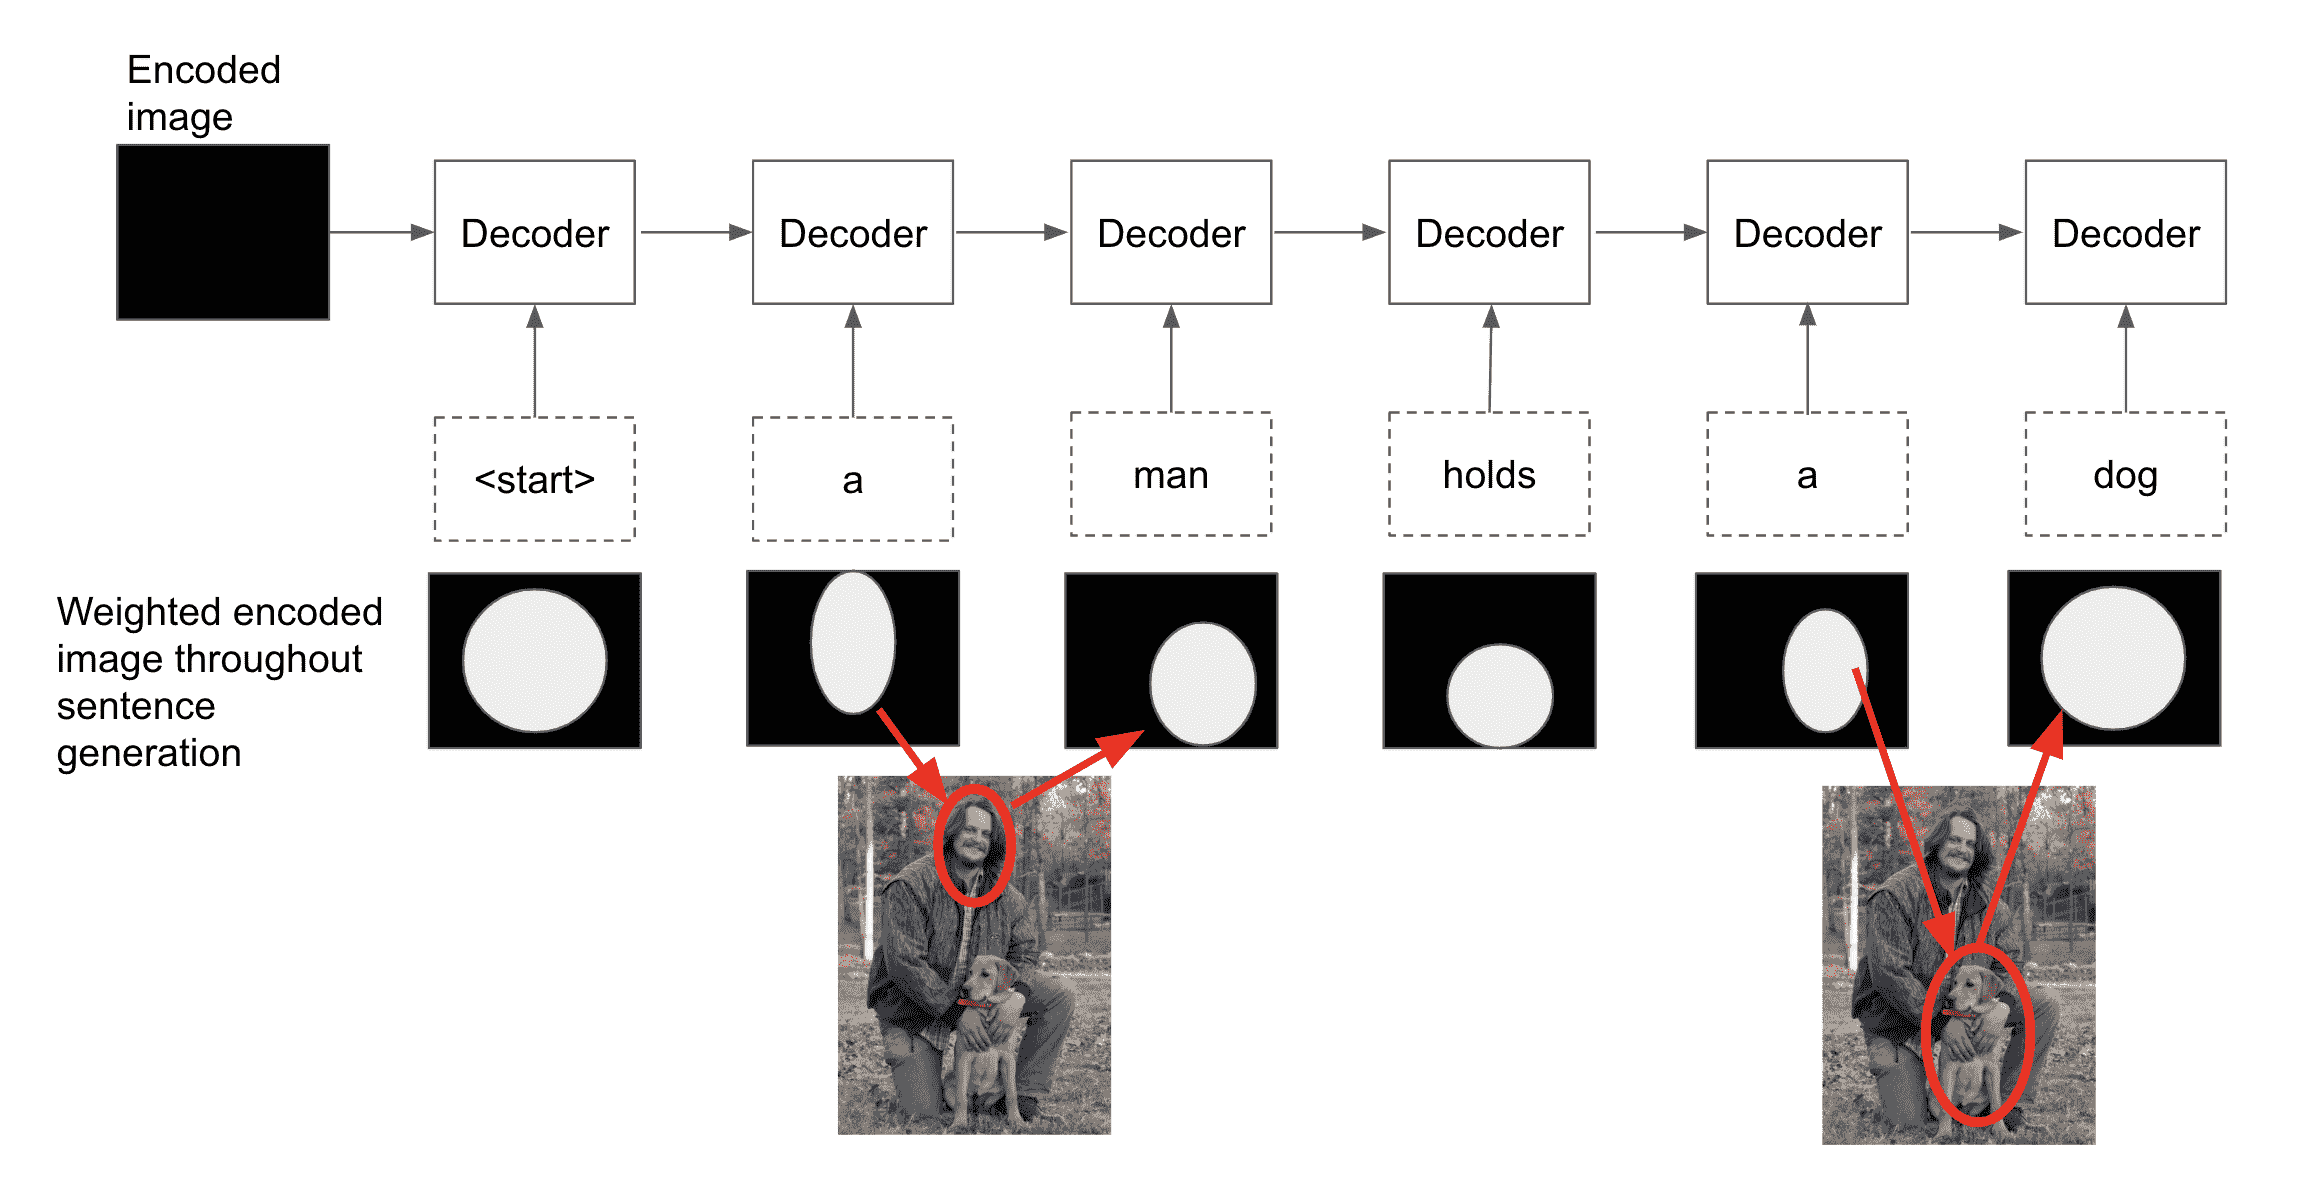 Encoded
image
Decoder
Decoder
Decoder
Decoder
Decoder
Decoder
<start>
a
man
holds
a
dog
Weighted encoded
image throughout
sentence
generation